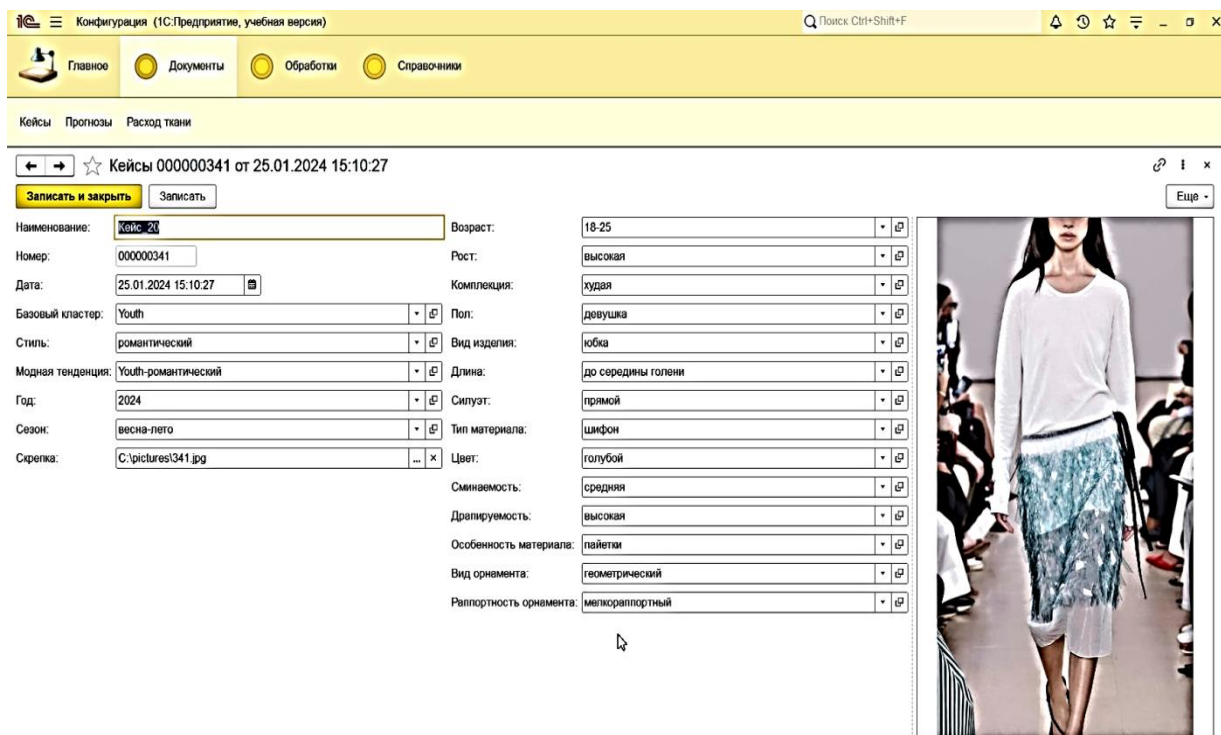 1С Конфигурация (1С:Предприятие, учебная версия) Поиск Ctrl+Shift+F
Главное Документы Обработки Справочники
Кейсы Прогнозы Расход ткани
Кейсы 000000341 от 25.01.2024 15:10:27
Записать и закрыть Записать Еще
Наименование: Кейс_20
Номер: 000000341
Дата: 25.01.2024 15:10:27
Базовый кластер: Youth
Стиль: романтический
Модная тенденция: Youth-романтический
Год: 2024
Сезон: весна-лето
Скрепка: C:\pictures\341.jpg ...
Возраст: 18-25
Рост: высокая
Комплекция: худая
Пол: девушка
Вид изделия: юбка
Длина: до середины голени
Силуэт: прямой
Тип материала: шифон
Цвет: голубой
Сминаемость: средняя
Драпируемость: высокая
Особенность материала: пайетки
Вид орнамента: геометрический
Раппортность орнамента: мелкораппортный